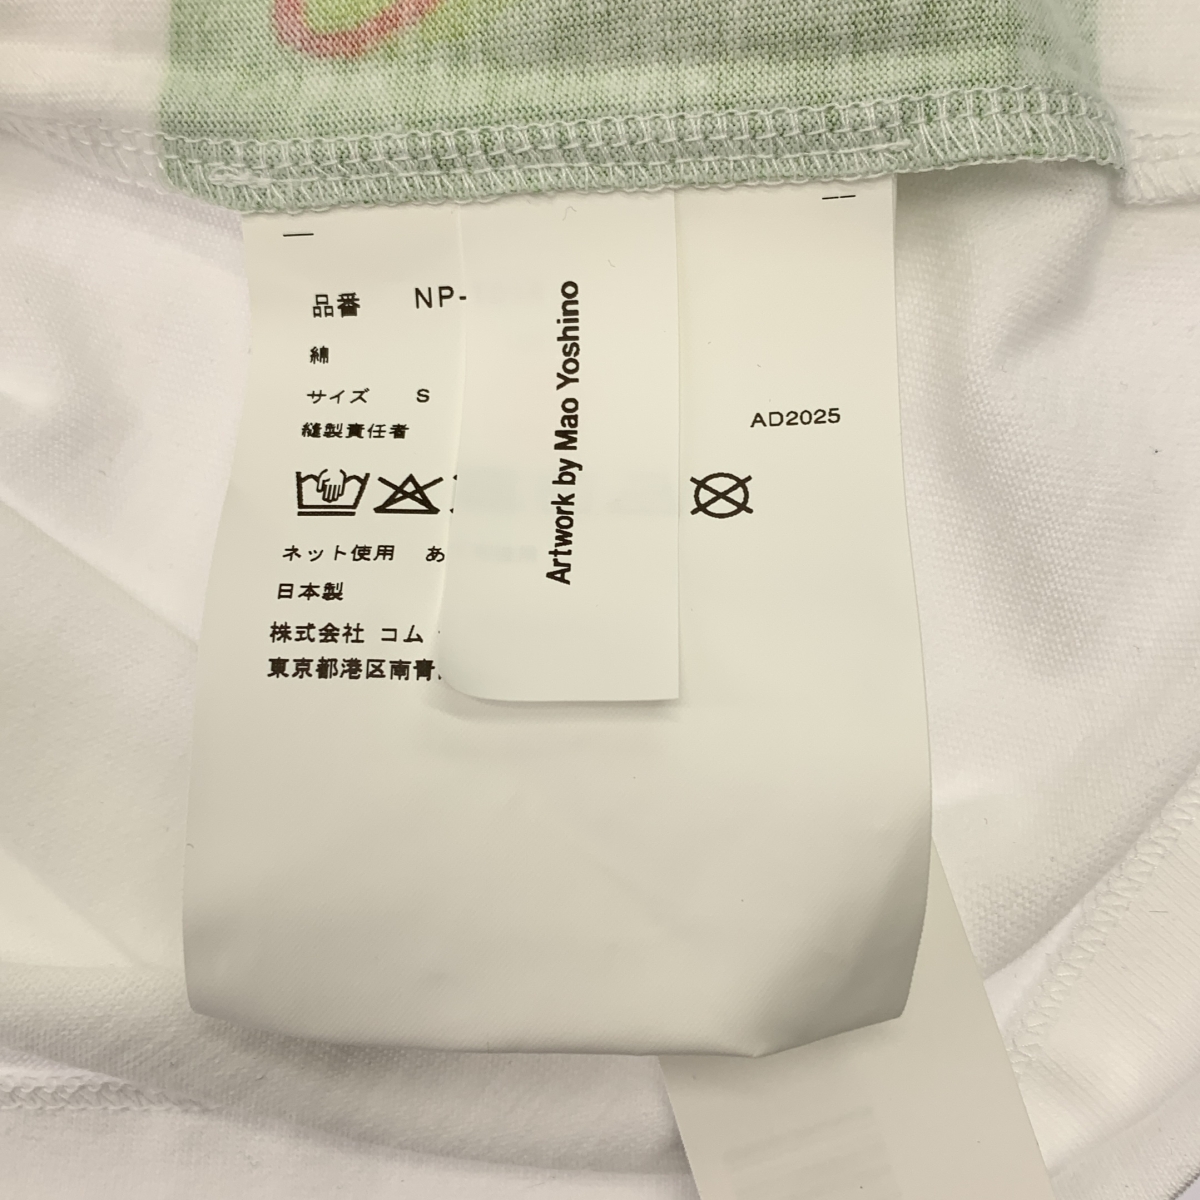 品番 NP-
綿
サイズ S
縫製責任者
AD2025
ネット使用 あ
日本製
株式会社 コム
東京都港区南青
Artwork by Mao Yoshino